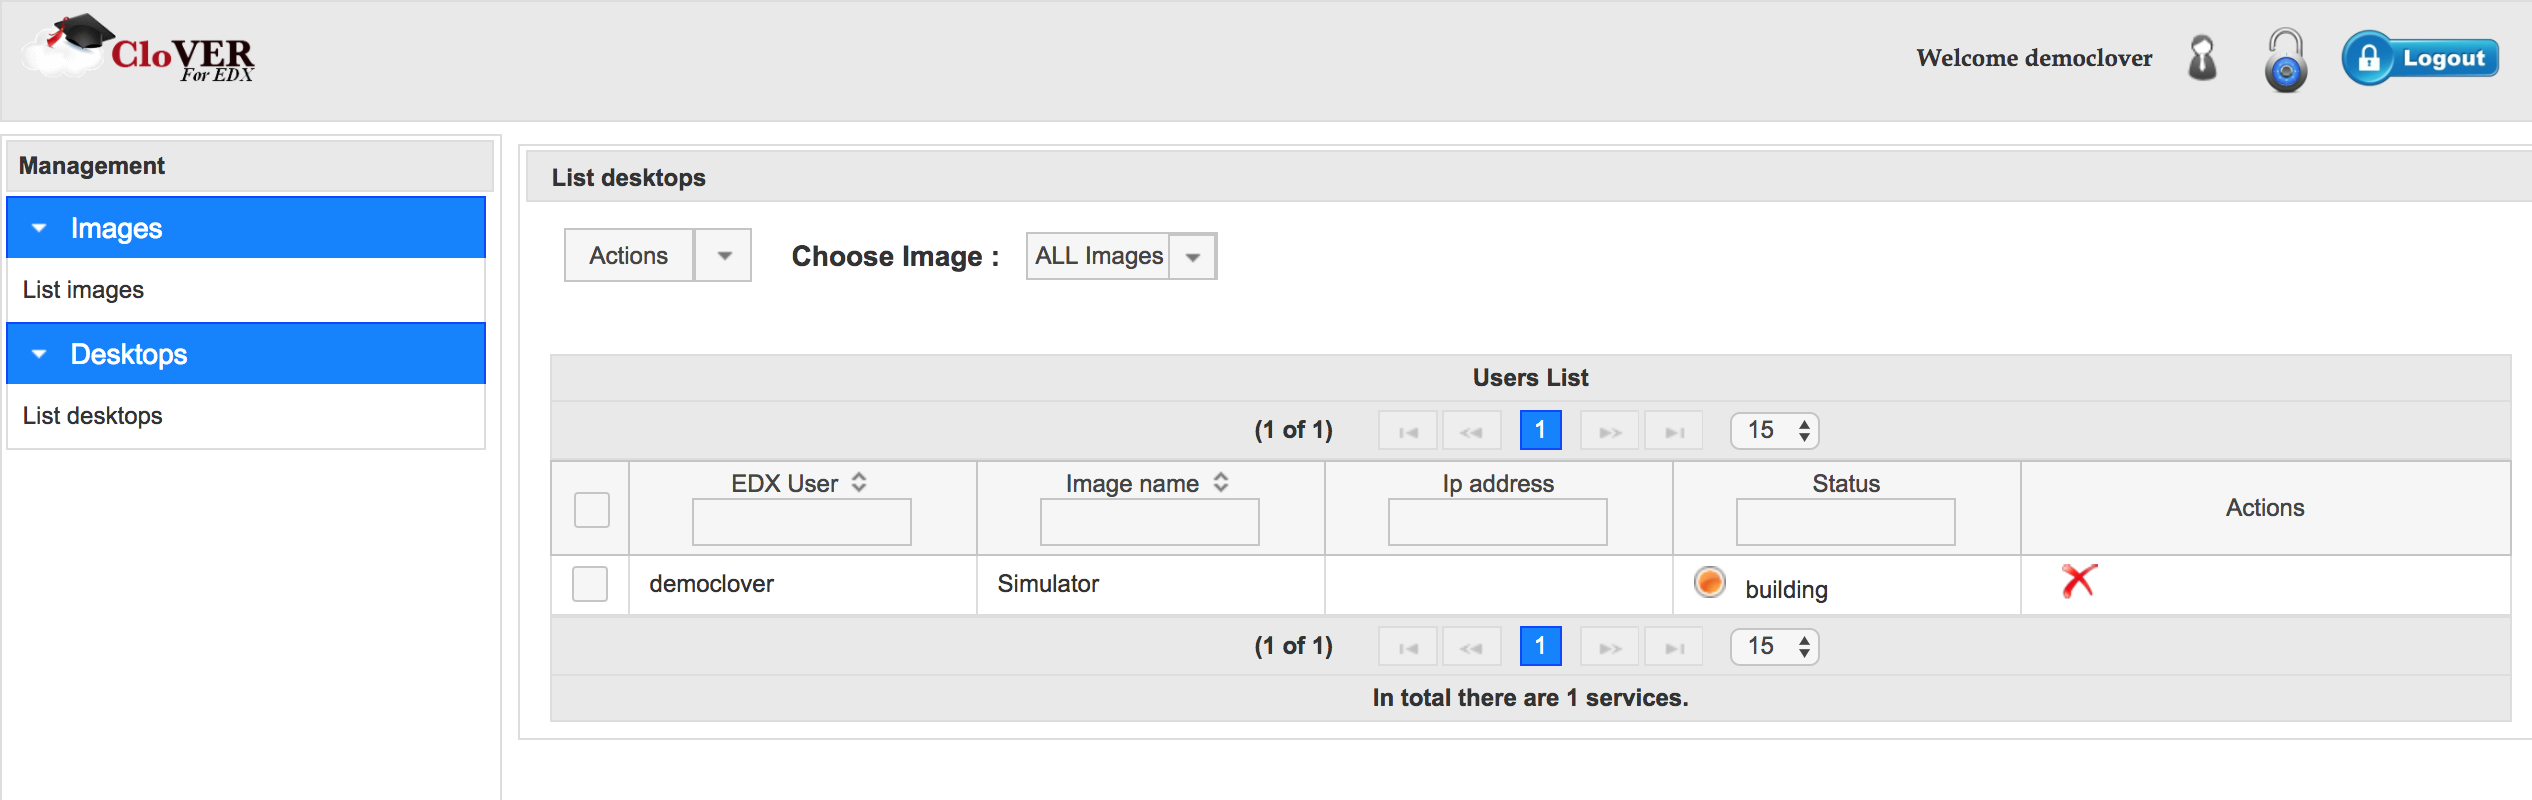 CloVER
For EDX
Welcome democlover
Logout
Management
Images
List images
Desktops
List desktops
List desktops
Actions
Choose Image :
ALL Images
Users List
(1 of 1)
1
15
EDX User
Image name
Ip address
Status
Actions
democlover
Simulator
building
(1 of 1)
1
15
In total there are 1 services.